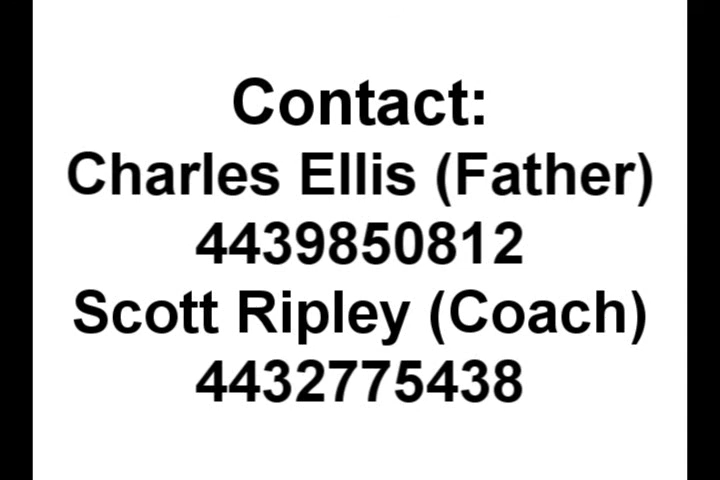 Contact:
Charles Ellis (Father)
4439850812
Scott Ripley (Coach)
4432775438